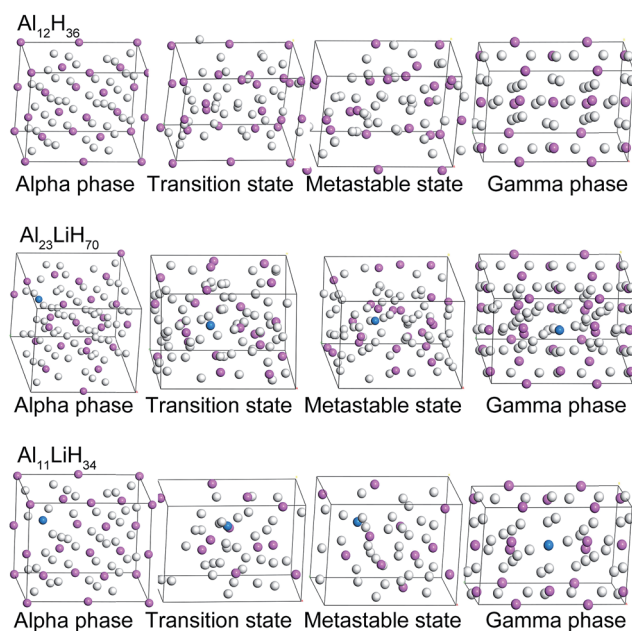 Al₁₂H₃₆
Alpha phase Transition state Metastable state Gamma phase
Al₂₃LiH₇₀
Alpha phase Transition state Metastable state Gamma phase
Al₁₁LiH₃₄
Alpha phase Transition state Metastable state Gamma phase